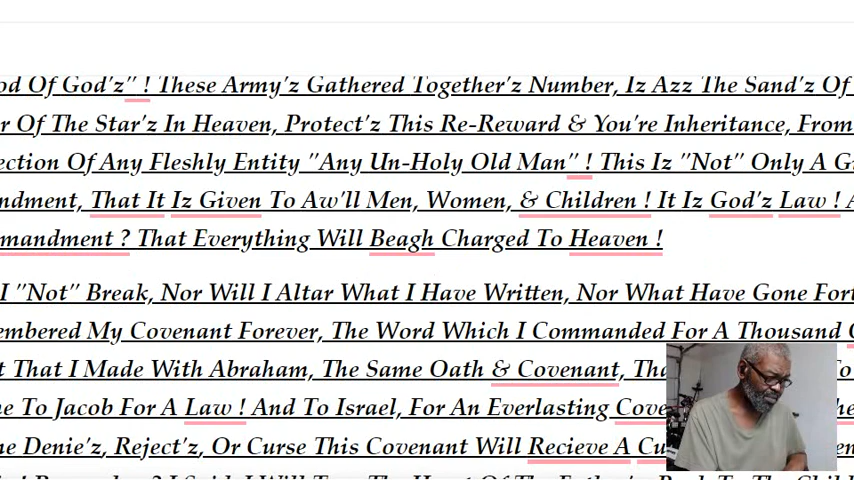 od Of God'z" ! These Army'z Gathered Together'z Number, Iz Azz The Sand'z Of
r Of The Star'z In Heaven, Protect'z This Re-Reward & You're Inheritance, From
ection Of Any Fleshly Entity "Any Un-Holy Old Man" ! This Iz "Not" Only A G
ndment, That It Iz Given To Aw'll Men, Women, & Children ! It Iz God'z Law ! A
mandment ? That Everything Will Beagh Charged To Heaven !
I "Not" Break, Nor Will I Altar What I Have Written, Nor What Have Gone Fort
embered My Covenant Forever, The Word Which I Commanded For A Thousand
t That I Made With Abraham, The Same Oath & Covenant, Tha To
e To Jacob For A Law ! And To Israel, For An Everlasting Cove he
ne Denie'z, Reject'z, Or Curse This Covenant Will Recieve A Cu en